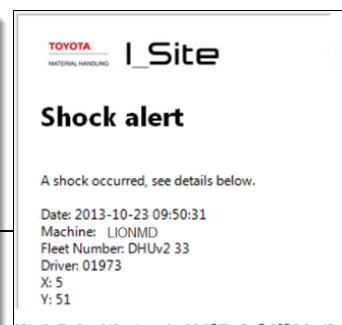 TOYOTA
MATERIAL HANDLING
I_Site
Shock alert
A shock occurred, see details below.
Date: 2013-10-23 09:50:31
Machine: LIONMD
Fleet Number: DHUv2 33
Driver: 01973
X: 5
Y: 51